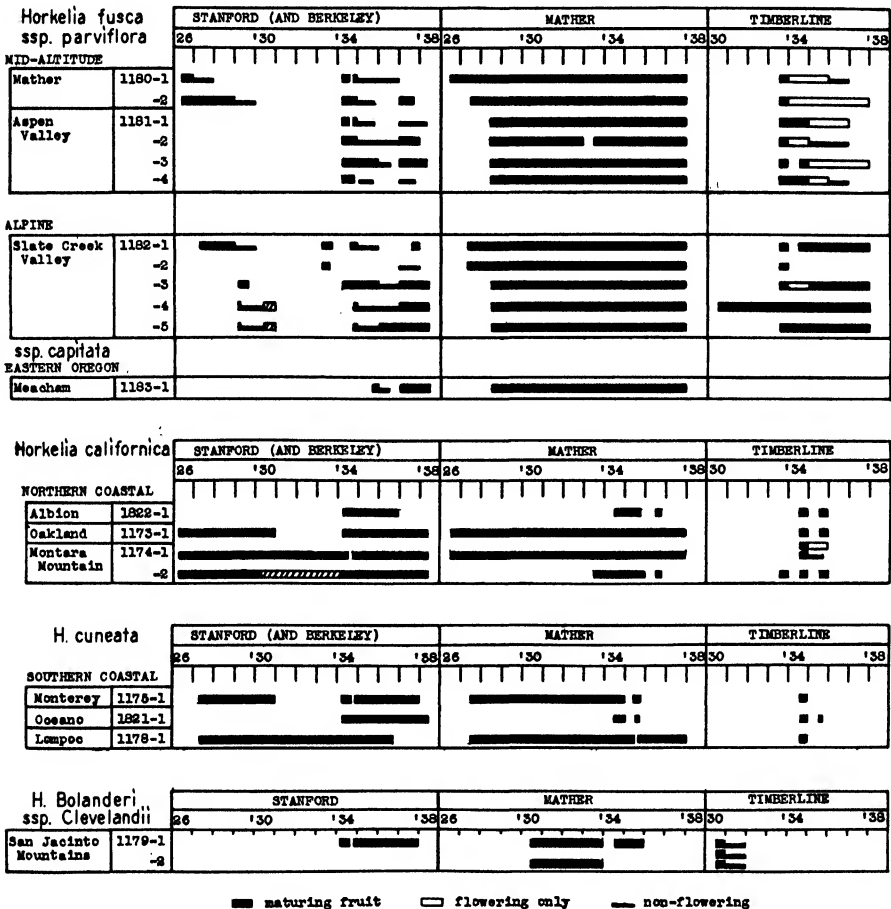 Horkelia fusca STANFORD (AND BERKELEY) MATHER TIMBERLINE
ssp. parviflora 26 '30 '34 '38 26 '30 '34 '38 30 '34 '38
MID-ALTITUDE
Mather 1180-1
-2
Aspen 1181-1
Valley -2
-3
-4
ALPINE
Slate Creek 1182-1
Valley -2
-3
-4
-5
ssp. capitata
EASTERN OREGON
Meacham 1183-1
Horkelia californica STANFORD (AND BERKELEY) MATHER TIMBERLINE
26 '30 '34 '38 26 '30 '34 '38 30 '34 '38
NORTHERN COASTAL
Albion 1822-1
Oakland 1173-1
Montara 1174-1
Mountain -2
H. cuneata STANFORD (AND BERKELEY) MATHER TIMBERLINE
26 '30 '34 '38 26 '30 '34 '38 30 '34 '38
SOUTHERN COASTAL
Monterey 1175-1
Oceano 1821-1
Lompoc 1178-1
H. Bolanderi STANFORD MATHER TIMBERLINE
ssp. Clevelandii 26 '30 '34 '38 26 '30 '34 '38 30 '34 '38
San Jacinto 1179-1
Mountains -2
maturing fruit flowering only non-flowering